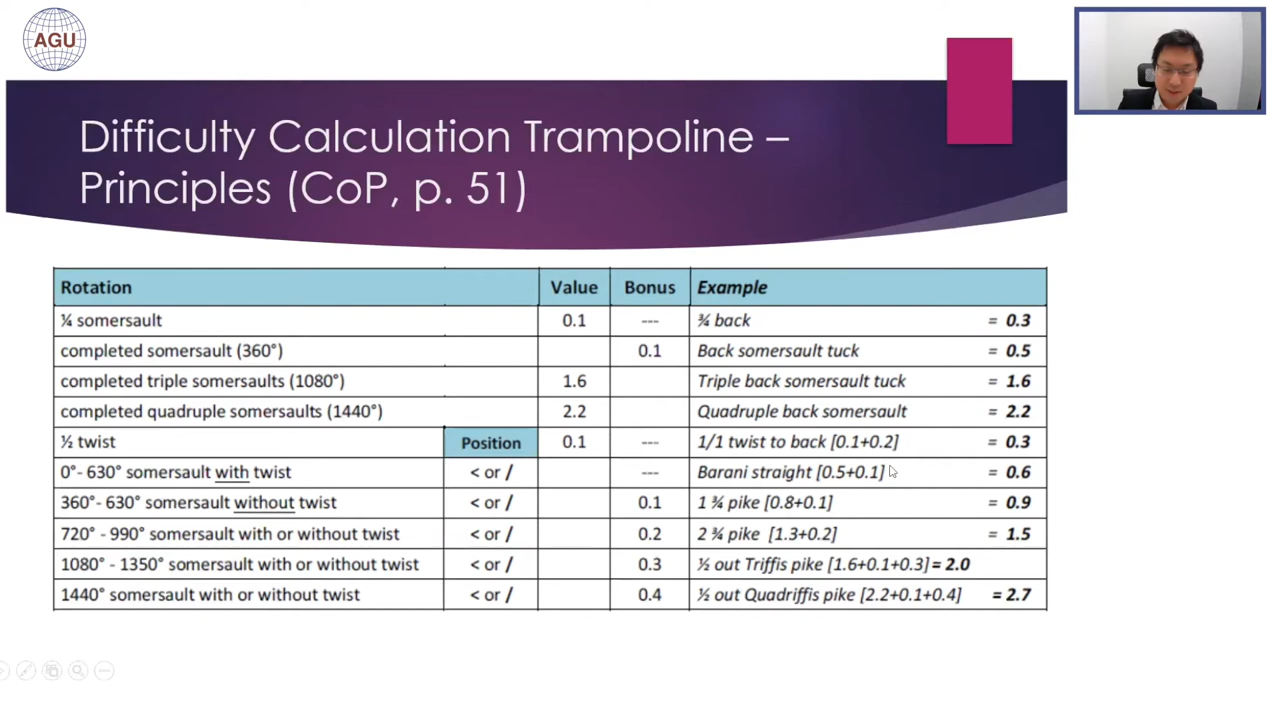 AGU
Difficulty Calculation Trampoline –
Principles (CoP, p. 51)
Rotation Value Bonus Example
¼ somersault 0.1 --- ¾ back = 0.3
completed somersault (360°) 0.1 Back somersault tuck = 0.5
completed triple somersaults (1080°) 1.6 Triple back somersault tuck = 1.6
completed quadruple somersaults (1440°) 2.2 Quadruple back somersault = 2.2
½ twist Position 0.1 --- 1/1 twist to back [0.1+0.2] = 0.3
0°- 630° somersault with twist < or / --- Barani straight [0.5+0.1] = 0.6
360°- 630° somersault without twist < or / 0.1 1 ¾ pike [0.8+0.1] = 0.9
720° - 990° somersault with or without twist < or / 0.2 2 ¾ pike [1.3+0.2] = 1.5
1080° - 1350° somersault with or without twist < or / 0.3 ½ out Triffis pike [1.6+0.1+0.3] = 2.0
1440° somersault with or without twist < or / 0.4 ½ out Quadriffis pike [2.2+0.1+0.4] = 2.7